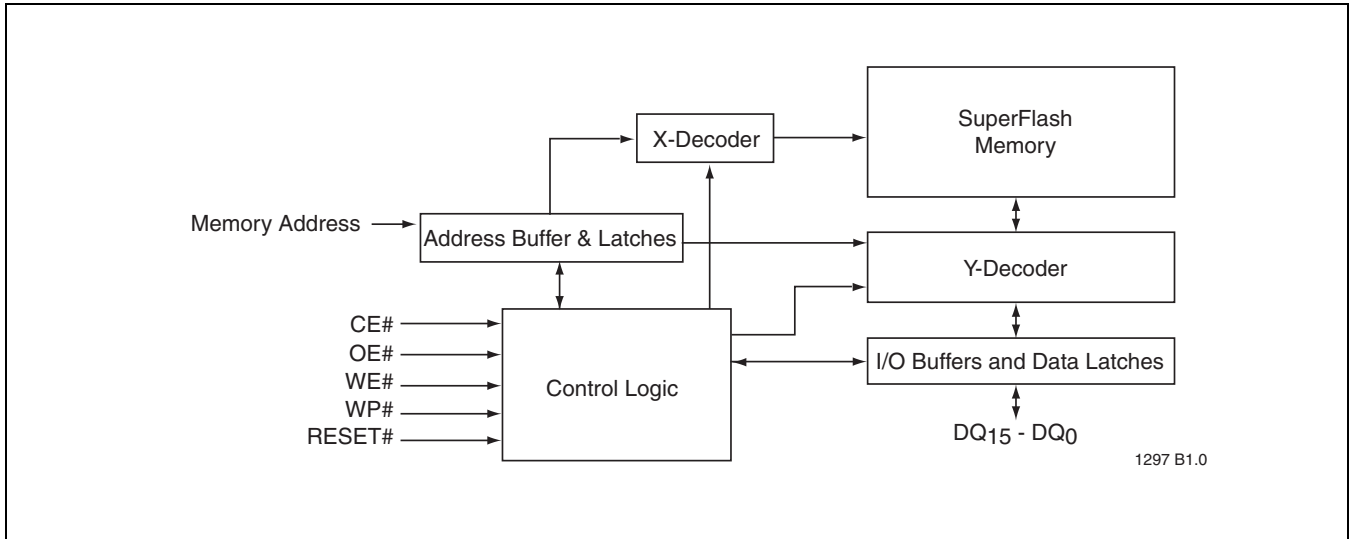 SuperFlash
Memory
X-Decoder
Memory Address
Address Buffer & Latches
Y-Decoder
CE#
OE#
WE#
WP#
RESET#
Control Logic
I/O Buffers and Data Latches
DQ15 - DQ0
1297 B1.0